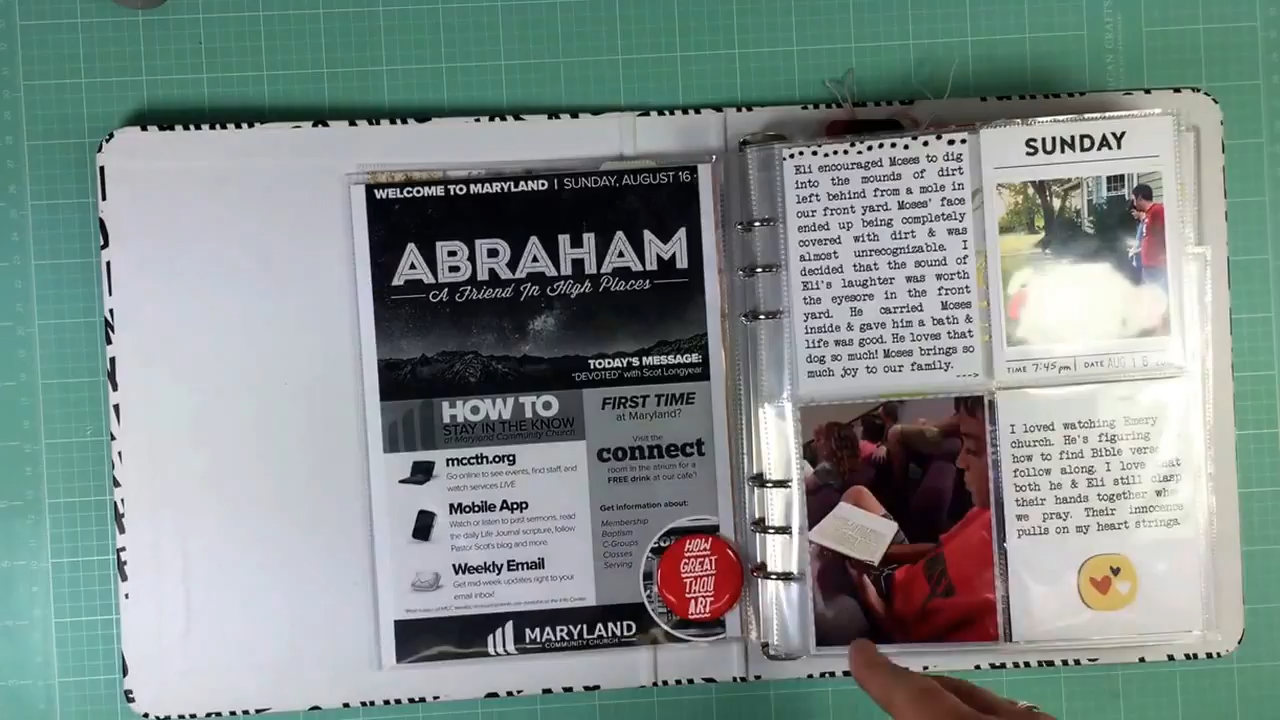 WELCOME TO MARYLAND | SUNDAY, AUGUST 16
ABRAHAM
A Friend In High Places
TODAY'S MESSAGE:
"DEVOTED" with Scot Longyear
HOW TO
STAY IN THE KNOW
at Maryland Community Church
mccth.org
Go online to see events, find staff, and
watch services LIVE
Mobile App
Watch or listen to past sermons, read
the daily Life Journal scripture, follow
Pastor Scot's blog and more.
Weekly Email
Get mid-week updates right to your
email inbox!
FIRST TIME
at Maryland?
Visit the
connect
room in the atrium for a
FREE drink at our cafe'!
Get information about:
Membership
Baptism
C-Groups
Classes
Serving
HOW
GREAT
THOU
ART
MARYLAND
COMMUNITY CHURCH
Eli encouraged Moses to dig
into the mounds of dirt
left behind from a mole in
our front yard. Moses' face
ended up being completely
covered with dirt & was
almost unrecognizable. I
decided that the sound of
Eli's laughter was worth
the eyesore in the front
yard. He carried Moses
inside & gave him a bath &
life was good. He loves that
dog so much! Moses brings so
much joy to our family.
--->
SUNDAY
TIME 7:45 pm | DATE AUG 16
I loved watching Emery
church. He's figuring
how to find Bible verse
follow along. I love that
both he & Eli still clasp
their hands together
we pray. Their innocence
pulls on my heart strings.